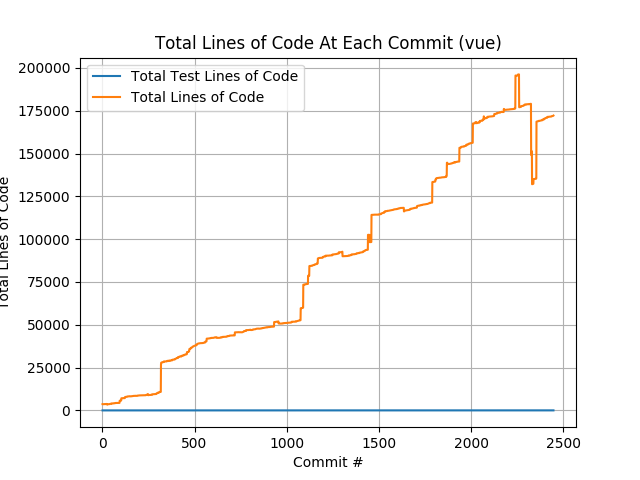 Total Lines of Code At Each Commit (vue)
Total Test Lines of Code
Total Lines of Code
200000
175000
150000
125000
100000
75000
50000
25000
0
Total Lines of Code
0 500 1000 1500 2000 2500
Commit #